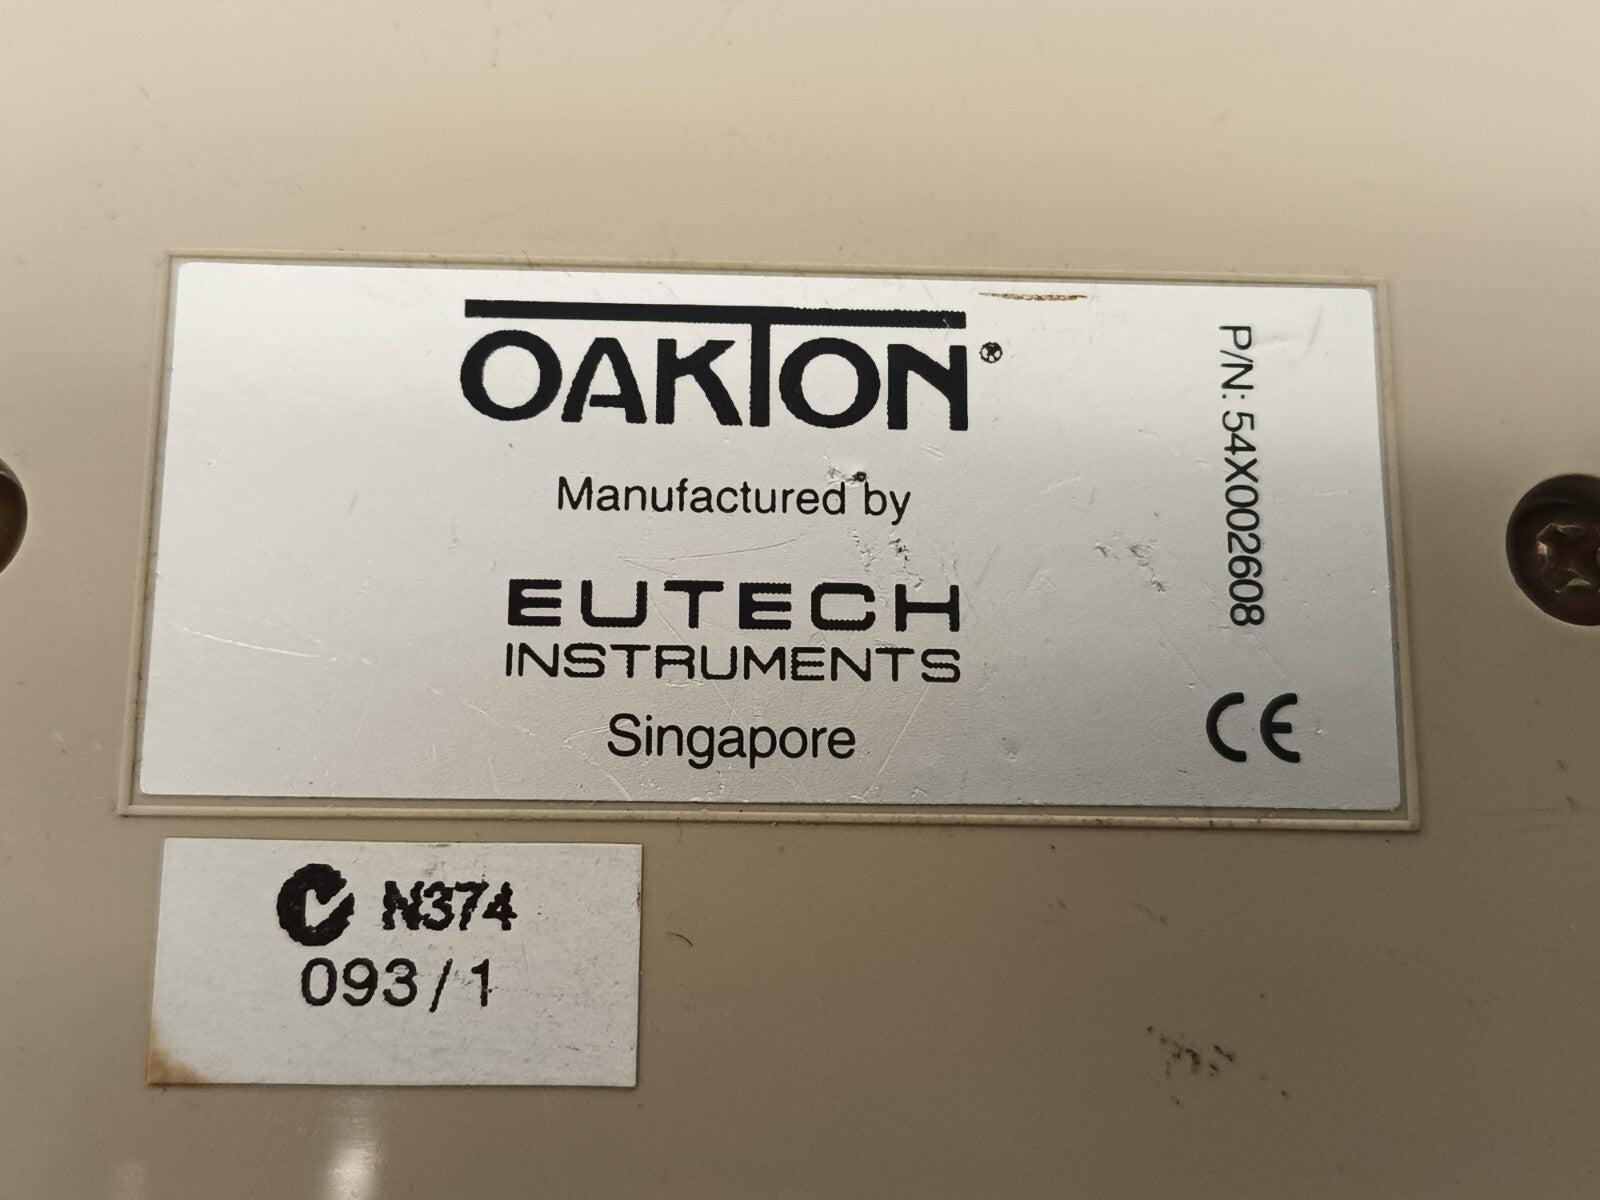 OAKTON®
Manufactured by
EUTECH
INSTRUMENTS
Singapore
P/N: 54X002608
CE
N374
093/1